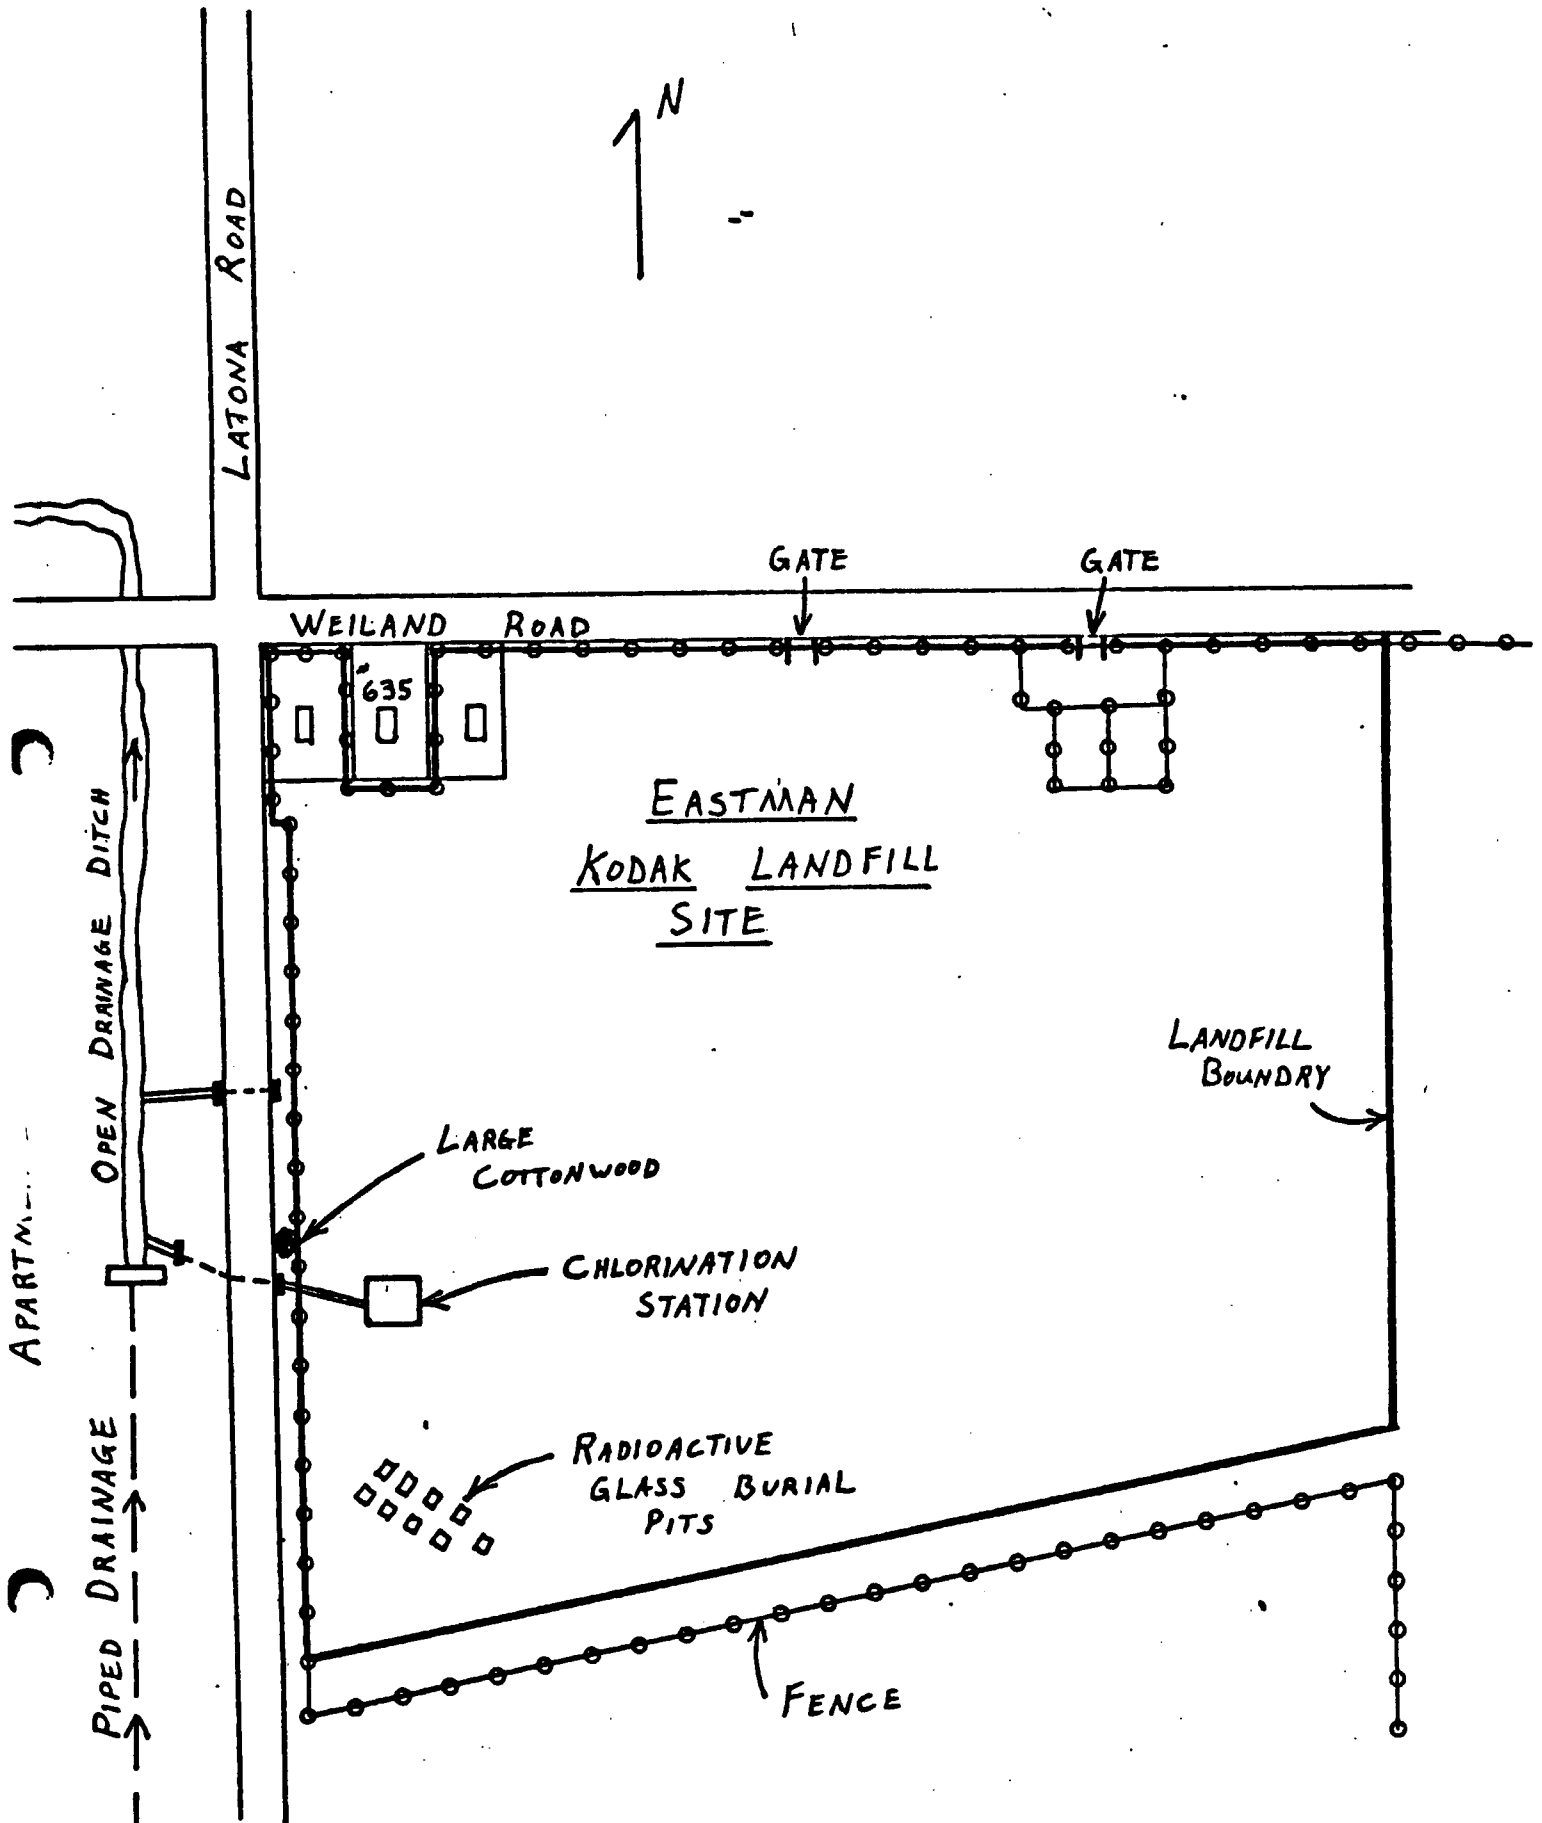 N
LATONA ROAD
GATE
GATE
WEILAND ROAD
#635
EASTMAN
KODAK LANDFILL
SITE
OPEN DRAINAGE DITCH
LANDFILL
BOUNDRY
LARGE
COTTONWOOD
CHLORINATION
STATION
RADIOACTIVE
GLASS BURIAL
PITS
PIPED DRAINAGE
FENCE